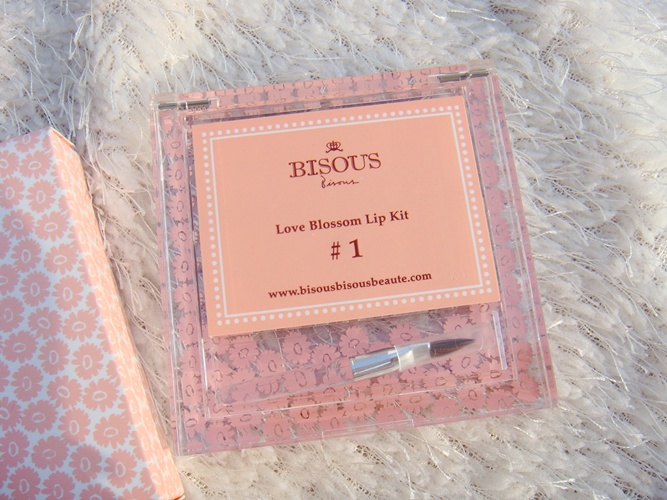 BISOUS
Bisous
Love Blossom Lip Kit
# 1
www.bisousbisousbeaute.com